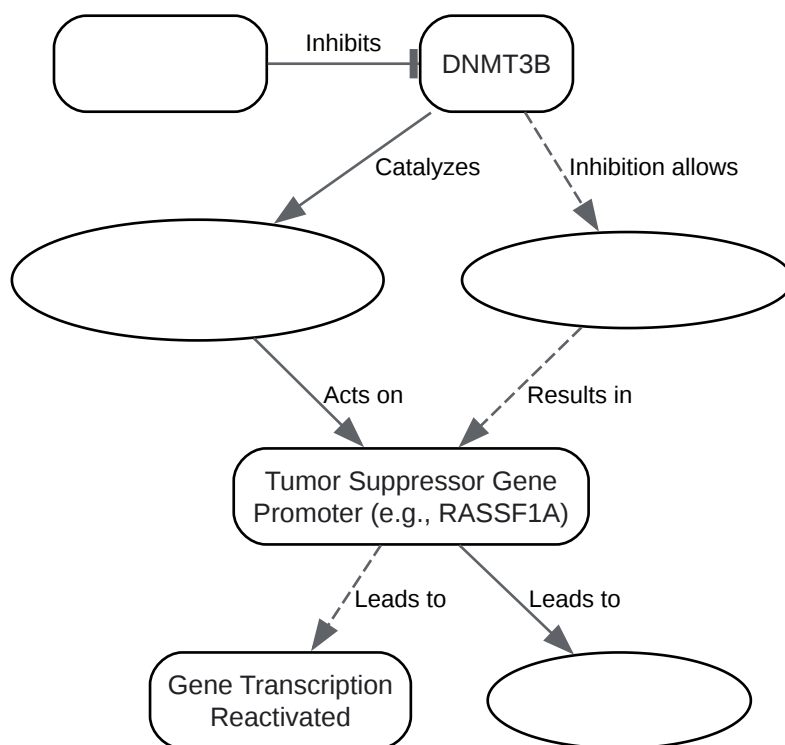 Inhibits
DNMT3B
Catalyzes
Inhibition allows
Acts on
Results in
Tumor Suppressor Gene
Promoter (e.g., RASSF1A)
Leads to
Leads to
Gene Transcription
Reactivated